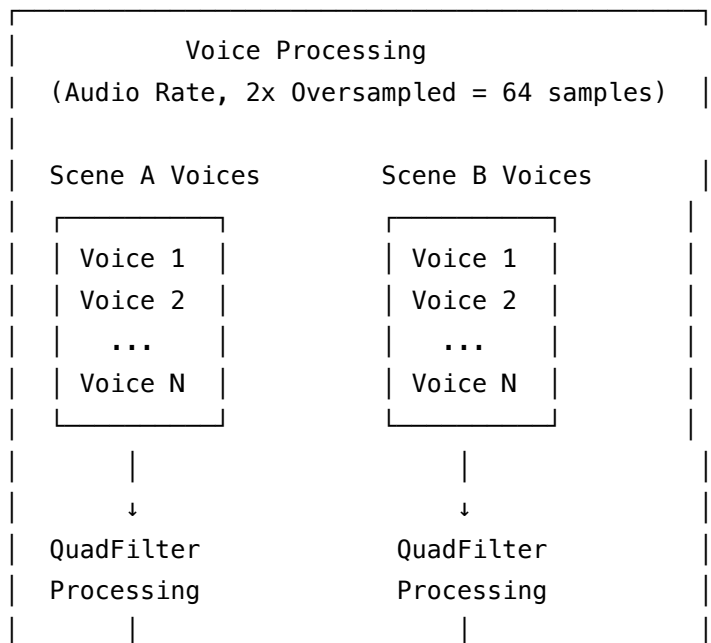 Voice Processing
(Audio Rate, 2x Oversampled = 64 samples)
Scene A Voices Scene B Voices
Voice 1 Voice 1
Voice 2 Voice 2
... ...
Voice N Voice N
↓ ↓
QuadFilter QuadFilter
Processing Processing